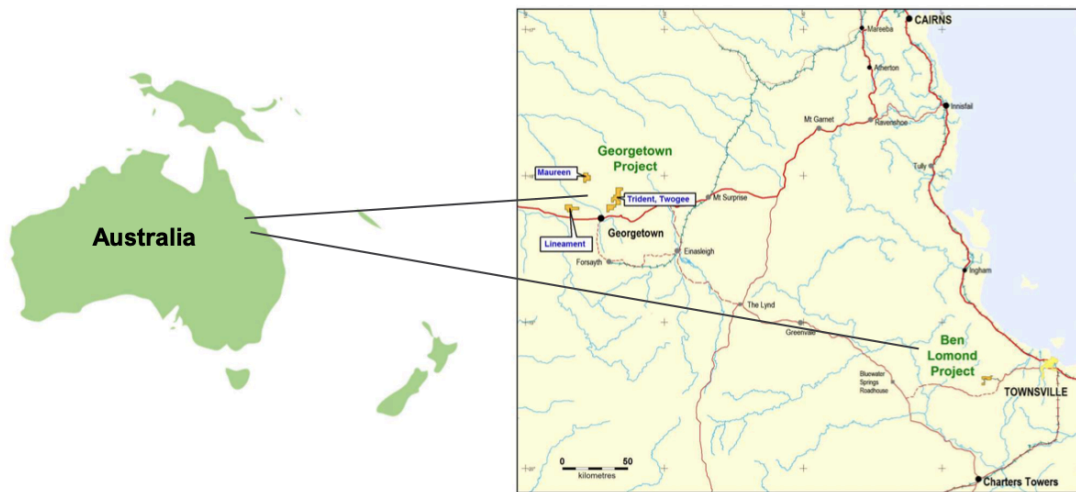 Australia
CAIRNS
Mareeba
Atherton
Innisfail
Mt Garnet
Ravenshoe
Georgetown
Project
Tully
Maureen
Trident, Twogee
Mt Surprise
Georgetown
Lineament
Einasleigh
Forsayth
Ingham
The Lynd
Greenvale
Ben
Lomond
Project
Bluewater
Springs
Roadhouse
TOWNSVILLE
0 50
kilometres
Charters Towers